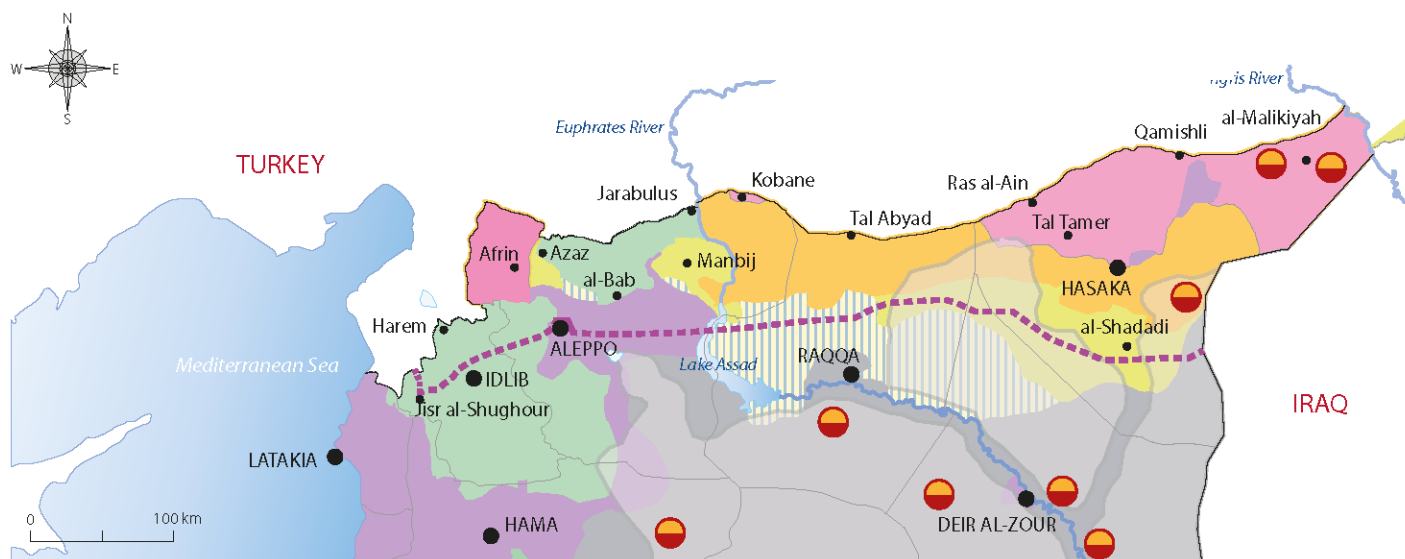 N
W E
S
TURKEY
Euphrates River
River
al-Malikiyah
Qamishli
Jarabulus
Kobane
Ras al-Ain
Tal Abyad
Tal Tamer
Afrin
Azaz
Manbij
al-Bab
HASAKA
Harem
ALEPPO
al-Shadadi
Mediterranean Sea
Lake Assad
RAQQA
IDLIB
Jisr al-Shughour
IRAQ
LATAKIA
0 100 km
HAMA
DEIR AL-ZOUR